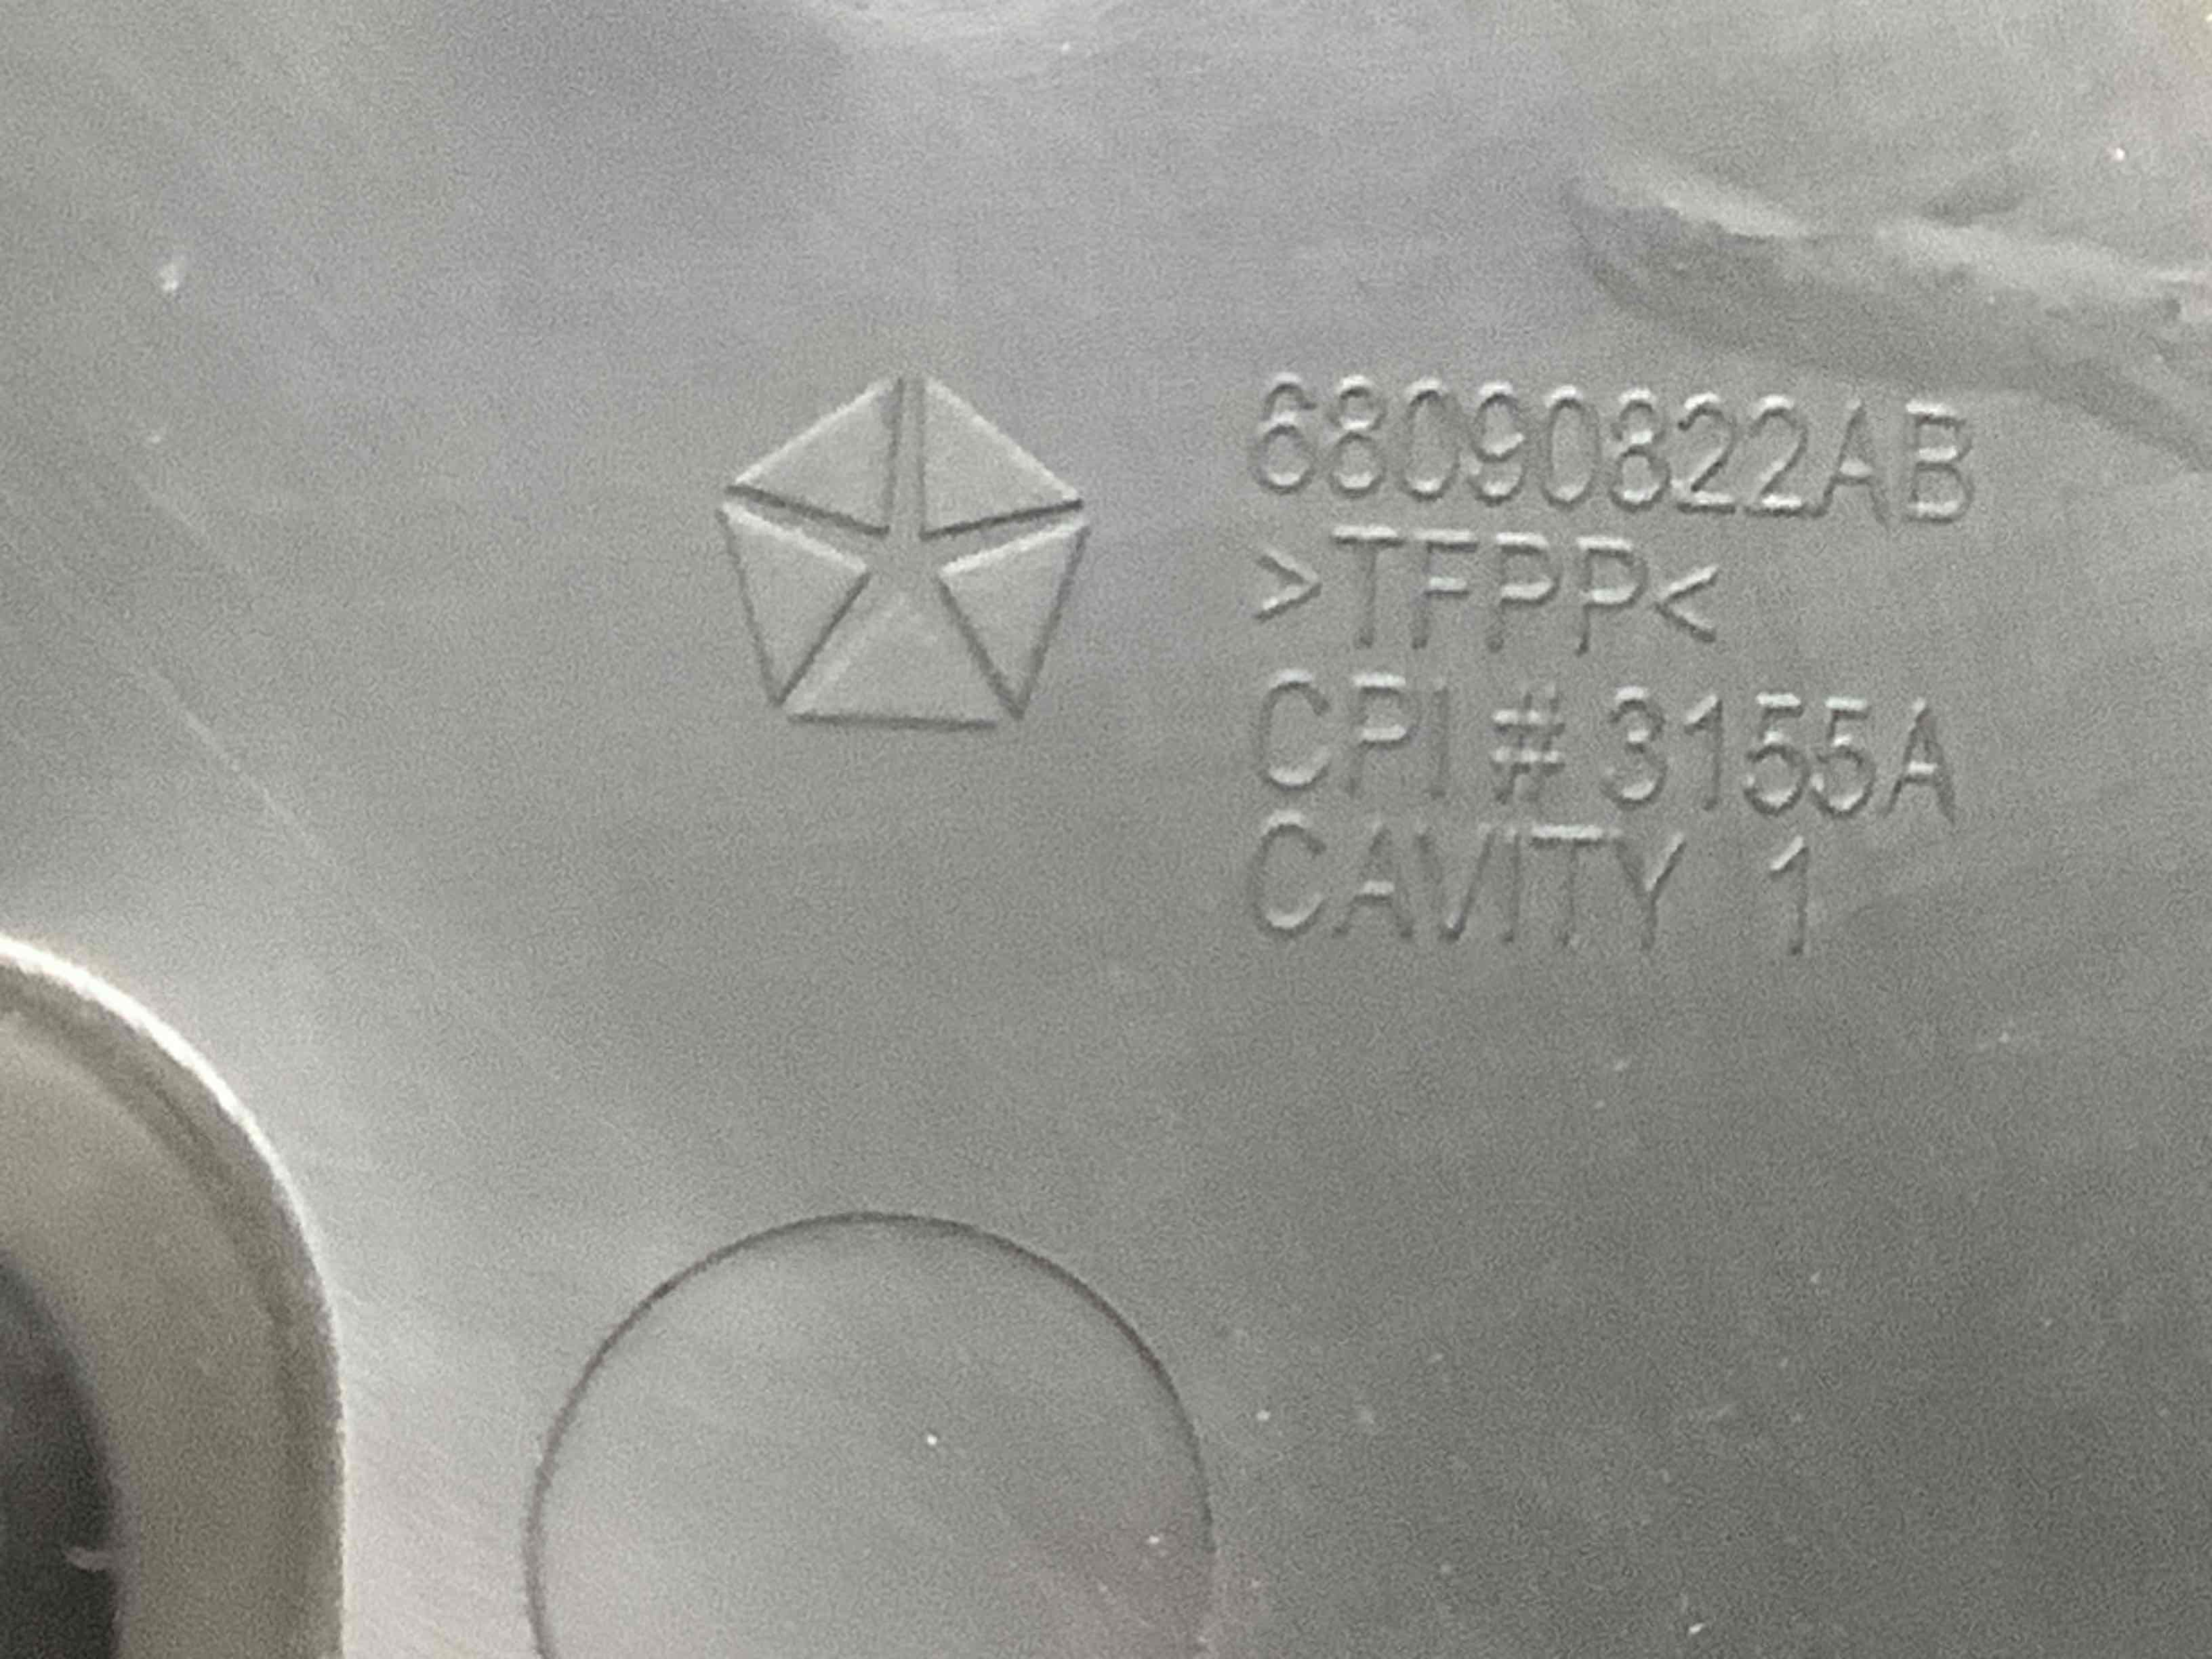 68090822AB
>TFPP<
CPI # 3155A
CAVITY 1